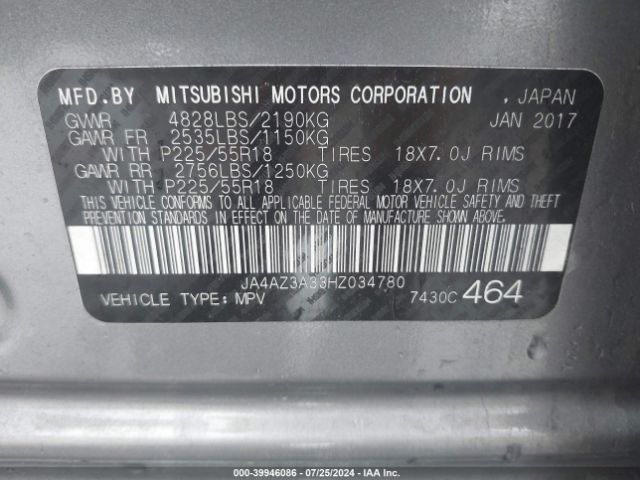 MFD.BY MITSUBISHI MOTORS CORPORATION , JAPAN
GVWR 4828LBS/2190KG JAN 2017
GAWR FR 2535LBS/1150KG
WITH P225/55R18 TIRES 18X7.0J RIMS
GAWR RR 2756LBS/1250KG
WITH P225/55R18 TIRES 18X7.0J RIMS
THIS VEHICLE CONFORMS TO ALL APPLICABLE FEDERAL MOTOR VEHICLE SAFETY AND THEFT
PREVENTION STANDARDS IN EFFECT ON THE DATE OF MANUFACTURE SHOWN ABOVE.
JA4AZ3A33HZ034780
VEHICLE TYPE: MPV 7430C 464
000-39946086 - 07/25/2024 - IAAI.COM